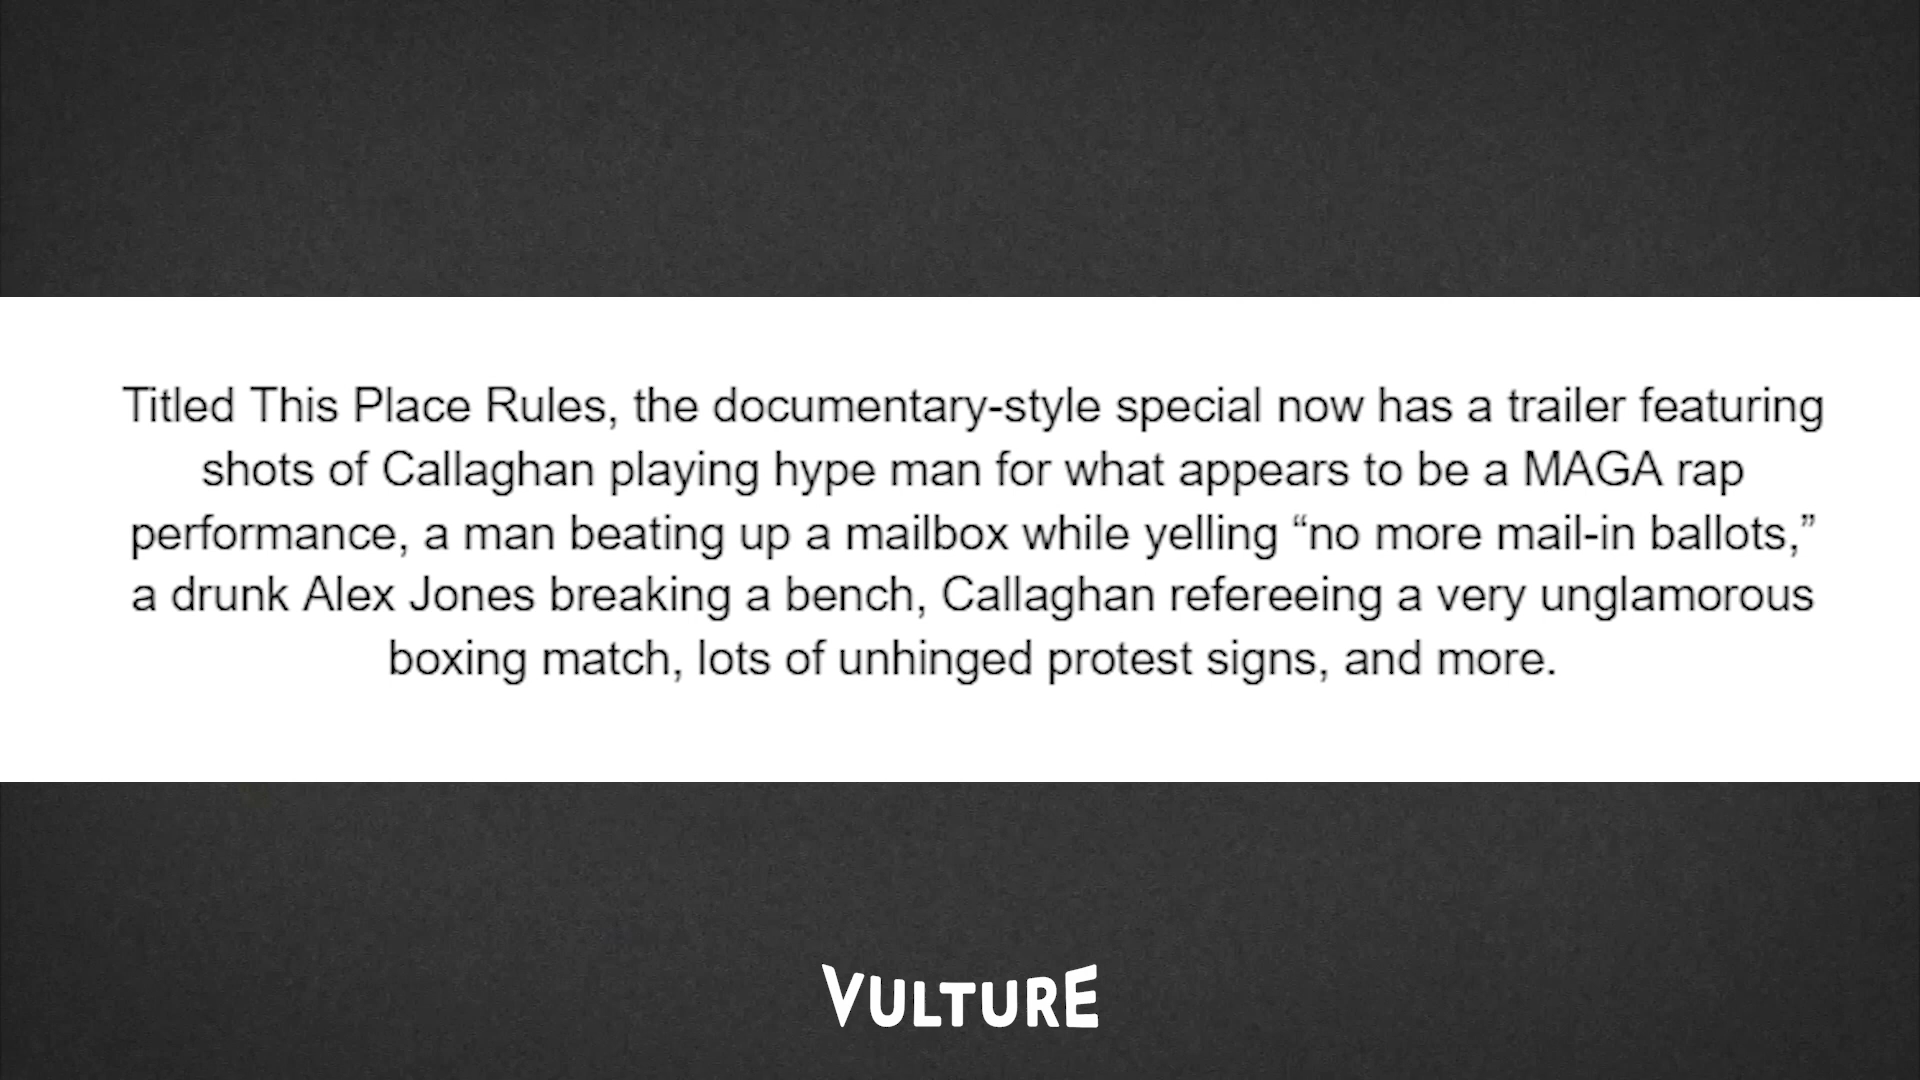 Titled This Place Rules, the documentary-style special now has a trailer featuring
shots of Callaghan playing hype man for what appears to be a MAGA rap
performance, a man beating up a mailbox while yelling “no more mail-in ballots,”
a drunk Alex Jones breaking a bench, Callaghan refereeing a very unglamorous
boxing match, lots of unhinged protest signs, and more.
VULTURE